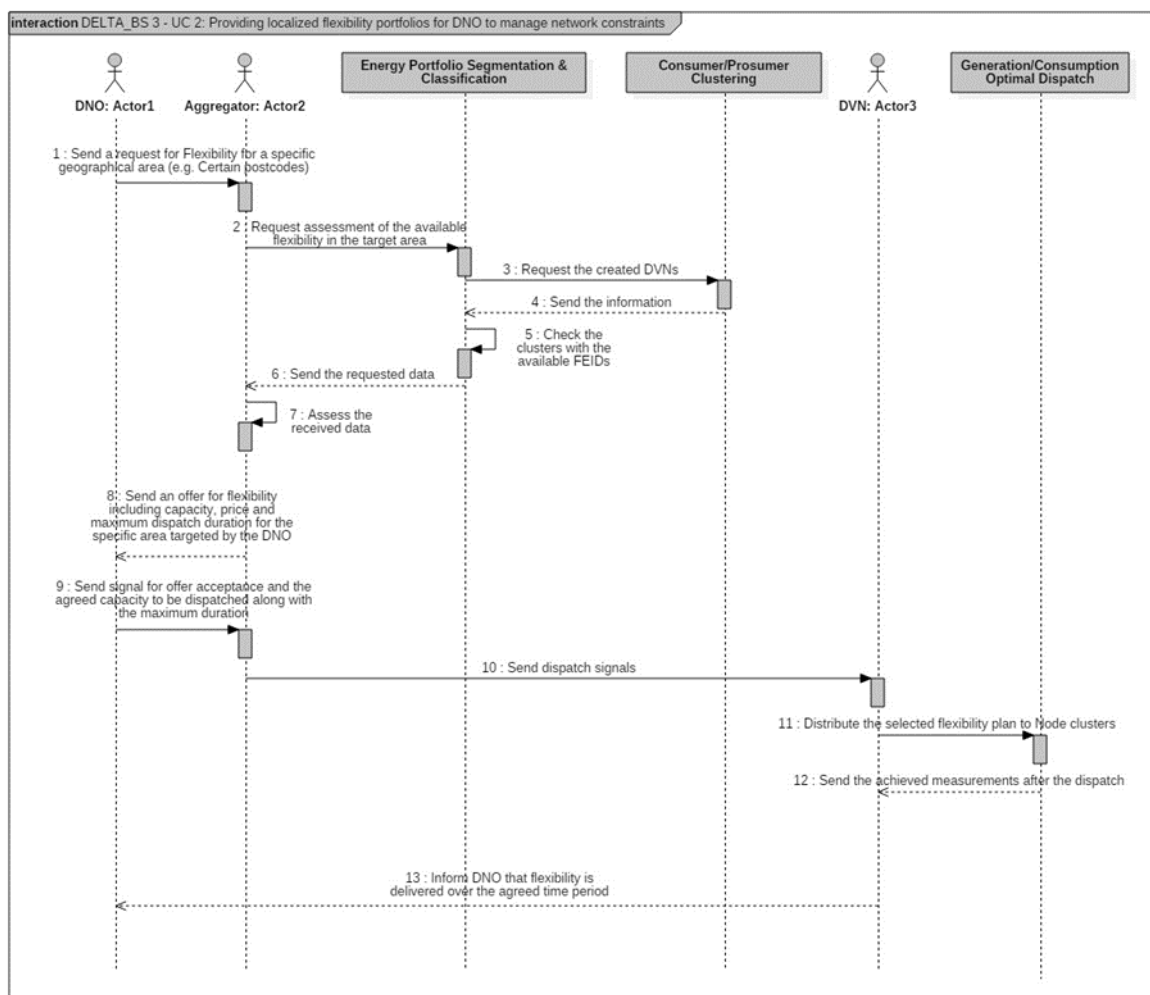 interaction DELTA_BS 3 - UC 2: Providing localized flexibility portfolios for DNO to manage network constraints
DNO: Actor1
Aggregator: Actor2
Energy Portfolio Segmentation &
Classification
Consumer/Prosumer
Clustering
DVN: Actor3
Generation/Consumption
Optimal Dispatch
1 : Send a request for Flexibility for a specific
geographical area (e.g. Certain postcodes)
2 : Request assessment of the available
flexibility in the target area
3 : Request the created DVNs
4 : Send the information
5 : Check the
clusters with the
available FEIDs
6 : Send the requested data
7 : Assess the
received data
8 : Send an offer for flexibility
including capacity, price and
maximum dispatch duration for the
specific area targeted by the DNO
9 : Send signal for offer acceptance and the
agreed capacity to be dispatched along with
the maximum duration
10 : Send dispatch signals
11 : Distribute the selected flexibility plan to Node clusters
12 : Send the achieved measurements after the dispatch
13 : Inform DNO that flexibility is
delivered over the agreed time period